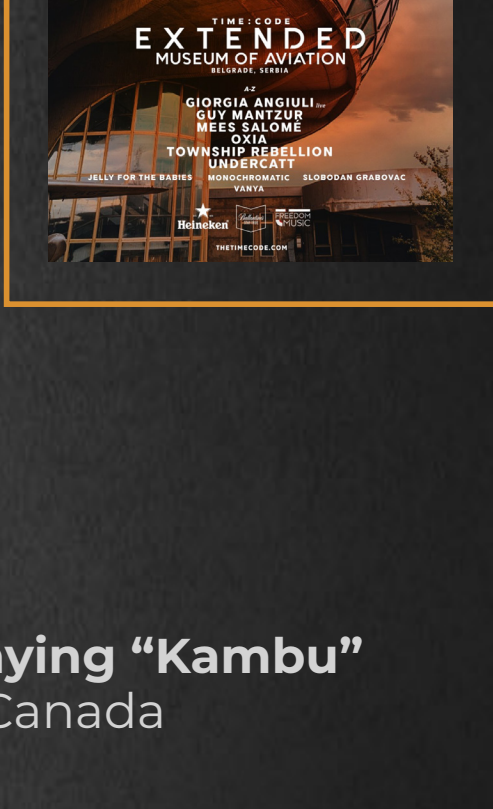 TIME:CODE
EXTENDED
MUSEUM OF AVIATION
BELGRADE, SERBIA
A-Z
GIORGIA ANGIULI live
GUY MANTZUR
MEES SALOMÉ
OXIA
TOWNSHIP REBELLION
UNDERCATT
JELLY FOR THE BABIES MONOCHROMATIC SLOBODAN GRABOVAC
VANYA
Heineken Ballantine's FREEDOM MUSIC
THETIMECODE.COM
ying “Kambu”
Canada